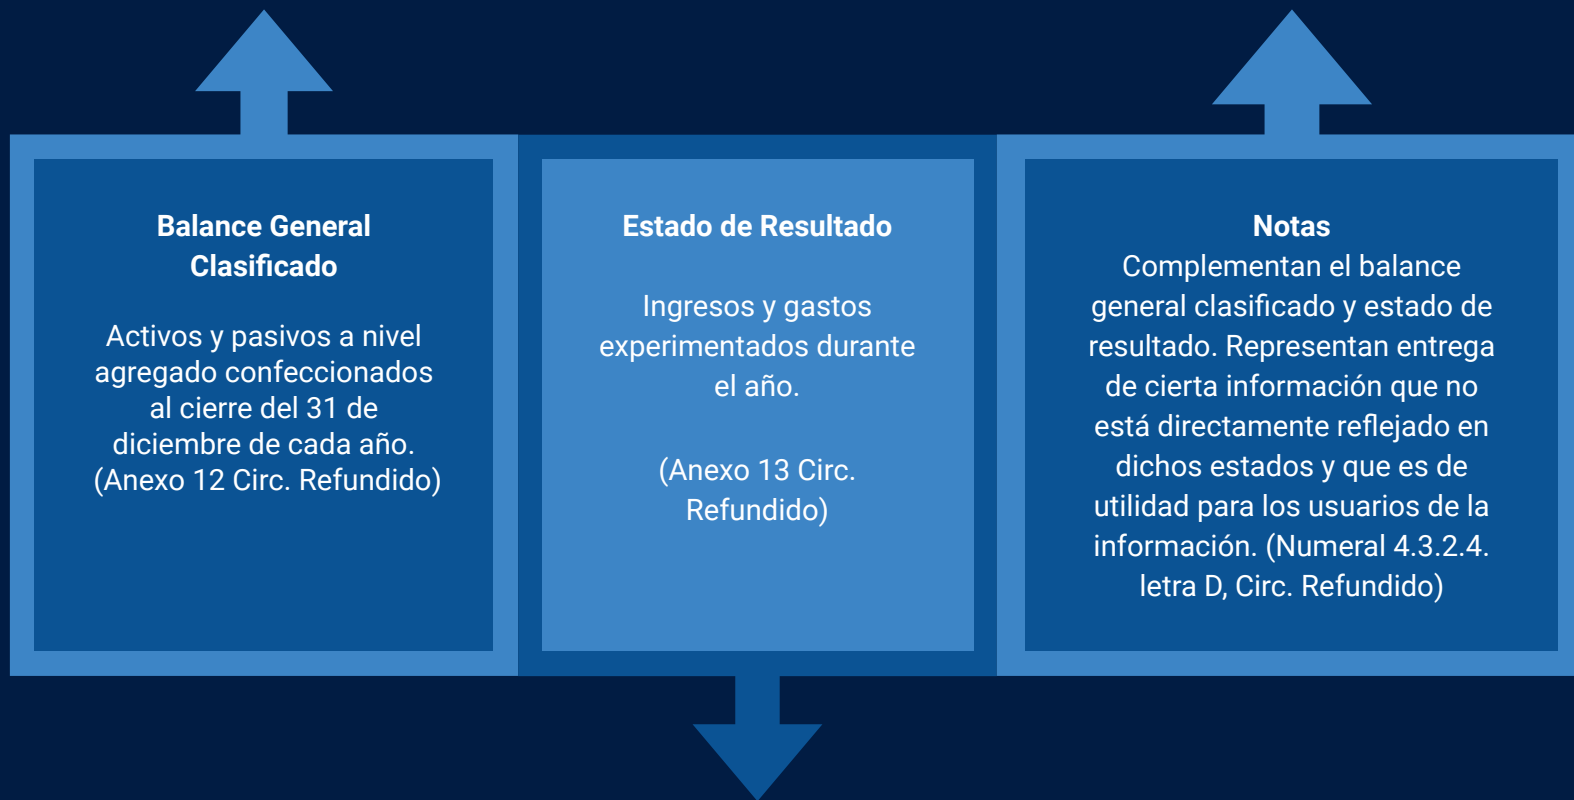 Balance General
Clasificado
Activos y pasivos a nivel
agregado confeccionados
al cierre del 31 de
diciembre de cada año.
(Anexo 12 Circ. Refundido)
Estado de Resultado
Ingresos y gastos
experimentados durante
el año.
(Anexo 13 Circ.
Refundido)
Notas
Complementan el balance
general clasificado y estado de
resultado. Representan entrega
de cierta información que no
está directamente reflejado en
dichos estados y que es de
utilidad para los usuarios de la
información. (Numeral 4.3.2.4.
letra D, Circ. Refundido)